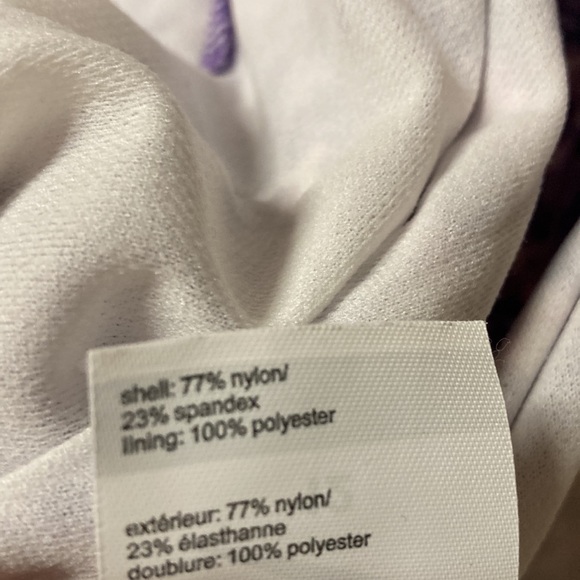 shell: 77% nylon/
23% spandex
lining: 100% polyester
extérieur: 77% nylon/
23% élasthanne
doublure: 100% polyester